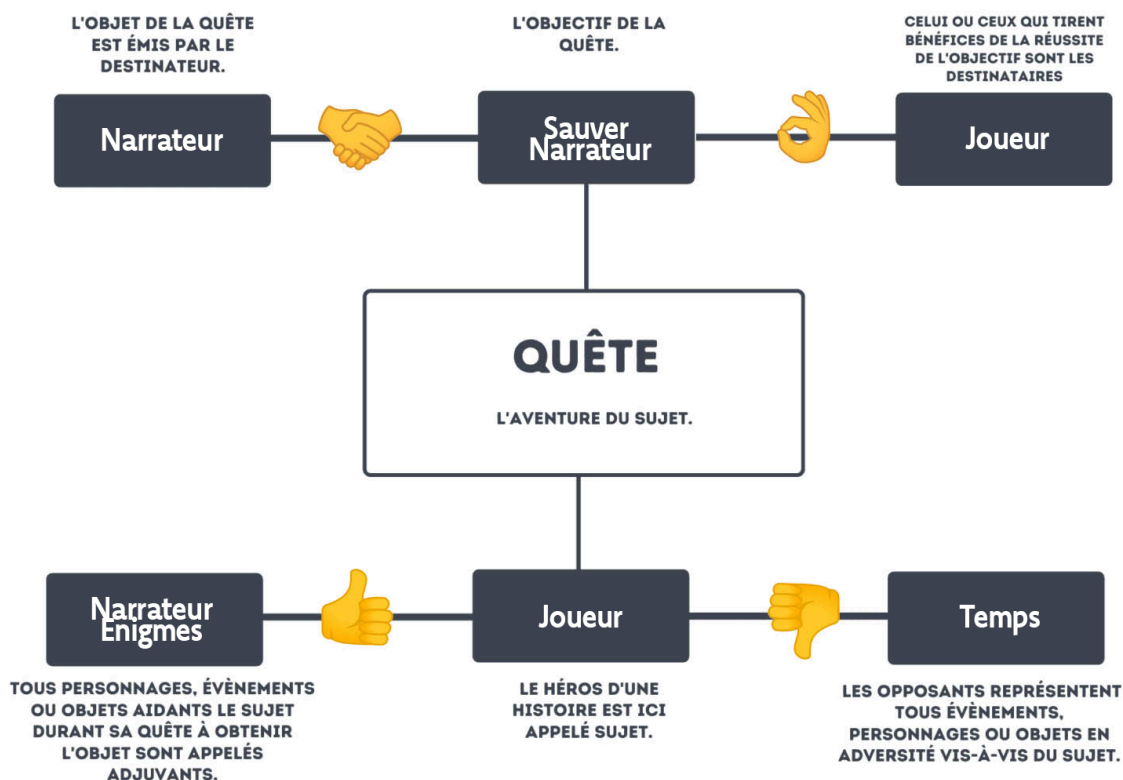 L'OBJET DE LA QUÊTE
EST ÉMIS PAR LE
DESTINATEUR.
L'OBJECTIF DE LA
QUÊTE.
CELUI OU CEUX QUI TIRENT
BÉNÉFICES DE LA RÉUSSITE
DE L'OBJECTIF SONT LES
DESTINATAIRES
Narrateur
Sauver
Narrateur
Joueur
QUÊTE
L'AVENTURE DU SUJET.
Narrateur
Enigmes
Joueur
Temps
TOUS PERSONNAGES, ÉVÈNEMENTS
OU OBJETS AIDANTS LE SUJET
DURANT SA QUÊTE À OBTENIR
L'OBJET SONT APPELÉS
ADJUVANTS.
LE HÉROS D'UNE
HISTOIRE EST ICI
APPELÉ SUJET.
LES OPPOSANTS REPRÉSENTENT
TOUS ÉVÈNEMENTS,
PERSONNAGES OU OBJETS EN
ADVERSITÉ VIS-À-VIS DU SUJET.